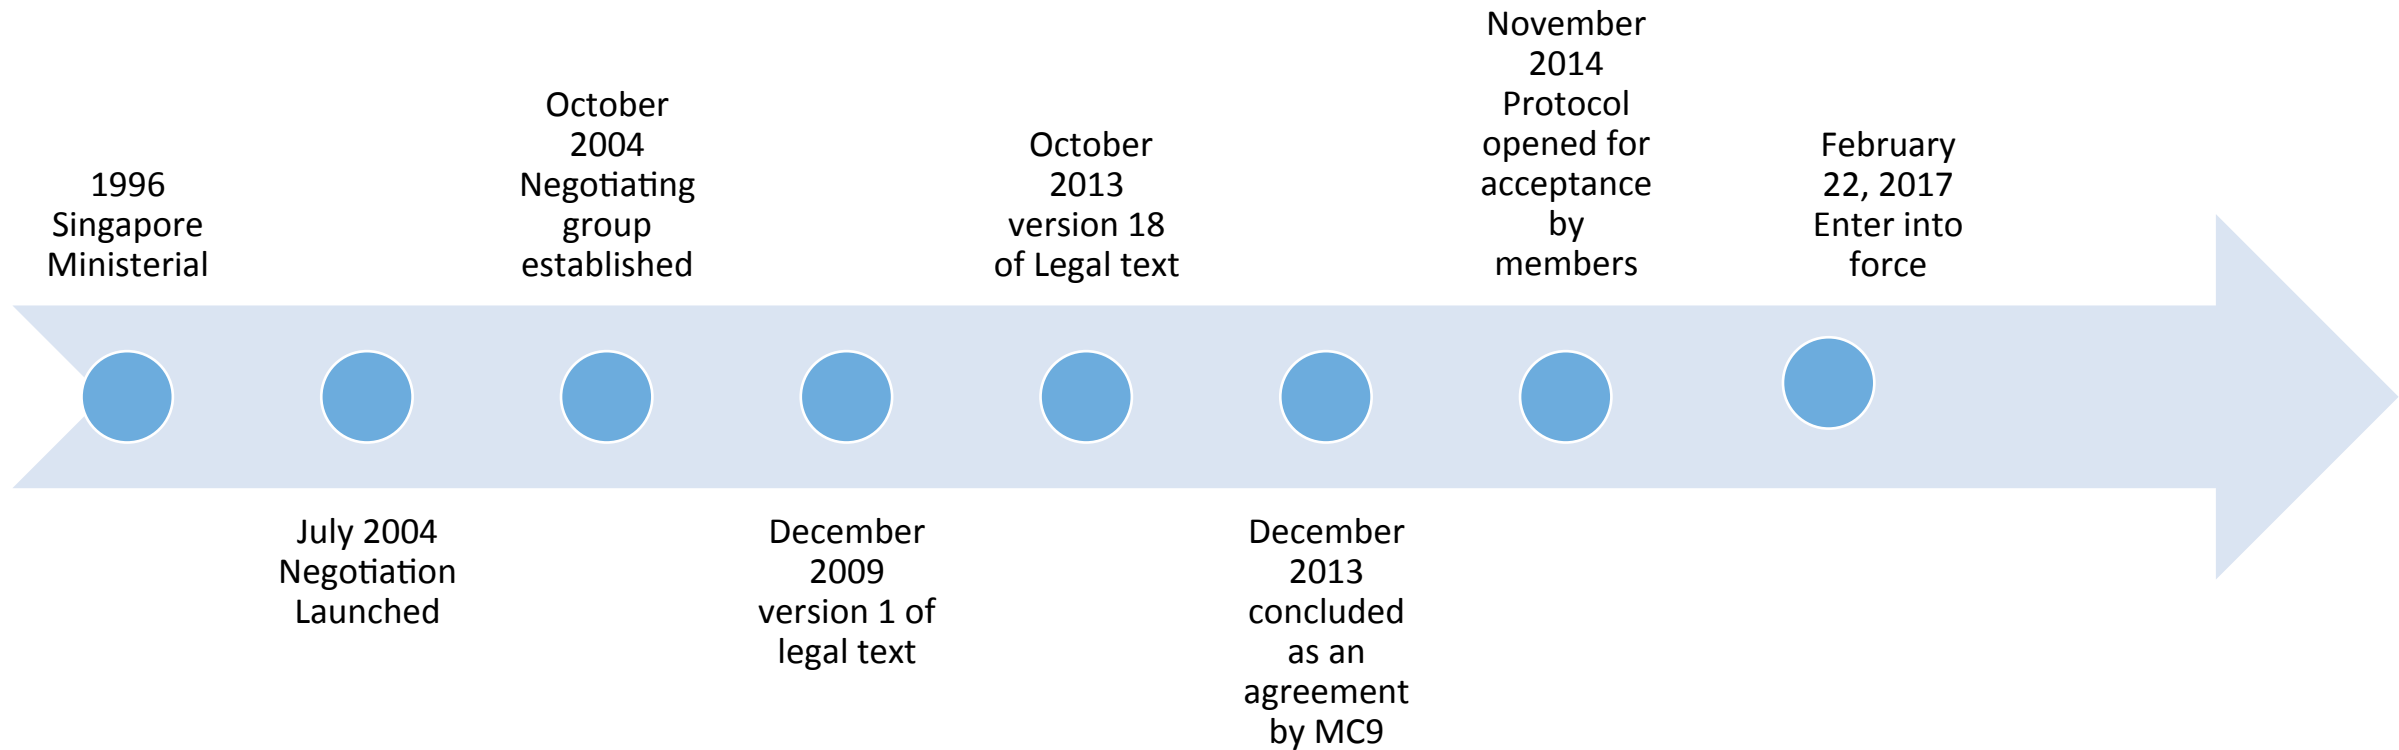 1996
Singapore
Ministerial
July 2004
Negotiation
Launched
October
2004
Negotiating
group
established
December
2009
version 1 of
legal text
October
2013
version 18
of Legal text
December
2013
concluded
as an
agreement
by MC9
November
2014
Protocol
opened for
acceptance
by
members
February
22, 2017
Enter into
force